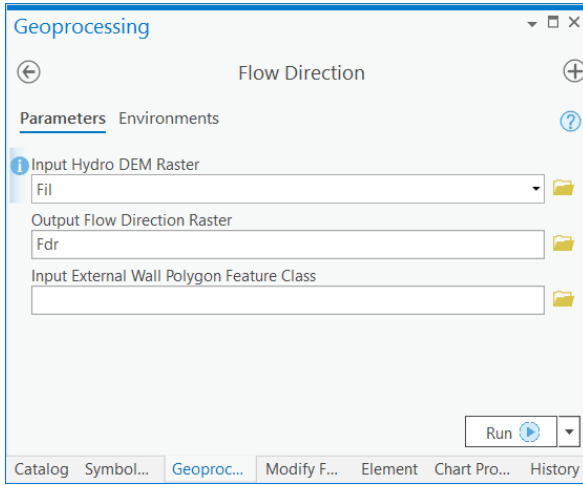 Geoprocessing
Flow Direction
Parameters Environments
Input Hydro DEM Raster
Fil
Output Flow Direction Raster
Fdr
Input External Wall Polygon Feature Class
Run
Catalog Symbol... Geoproc... Modify F... Element Chart Pro... History